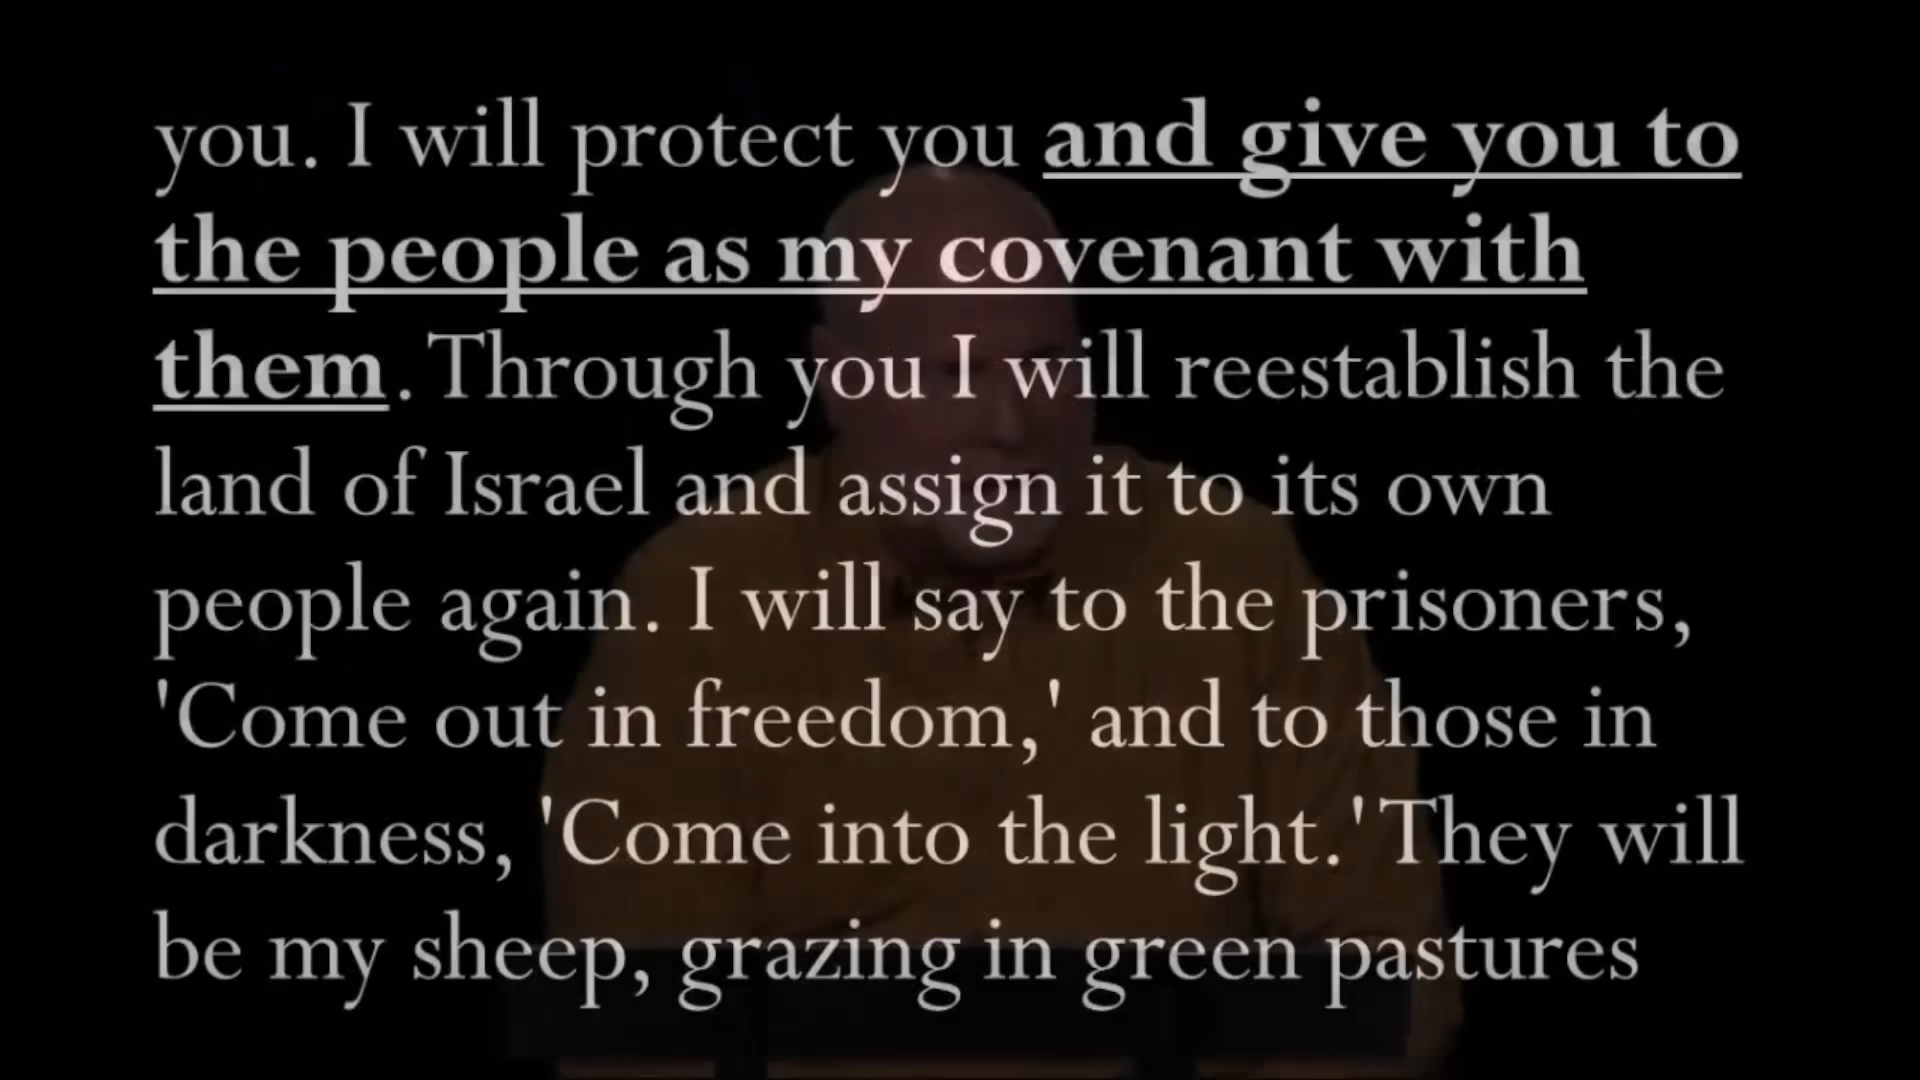 you. I will protect you and give you to
the people as my covenant with
them. Through you I will reestablish the
land of Israel and assign it to its own
people again. I will say to the prisoners,
'Come out in freedom,' and to those in
darkness, 'Come into the light.' They will
be my sheep, grazing in green pastures